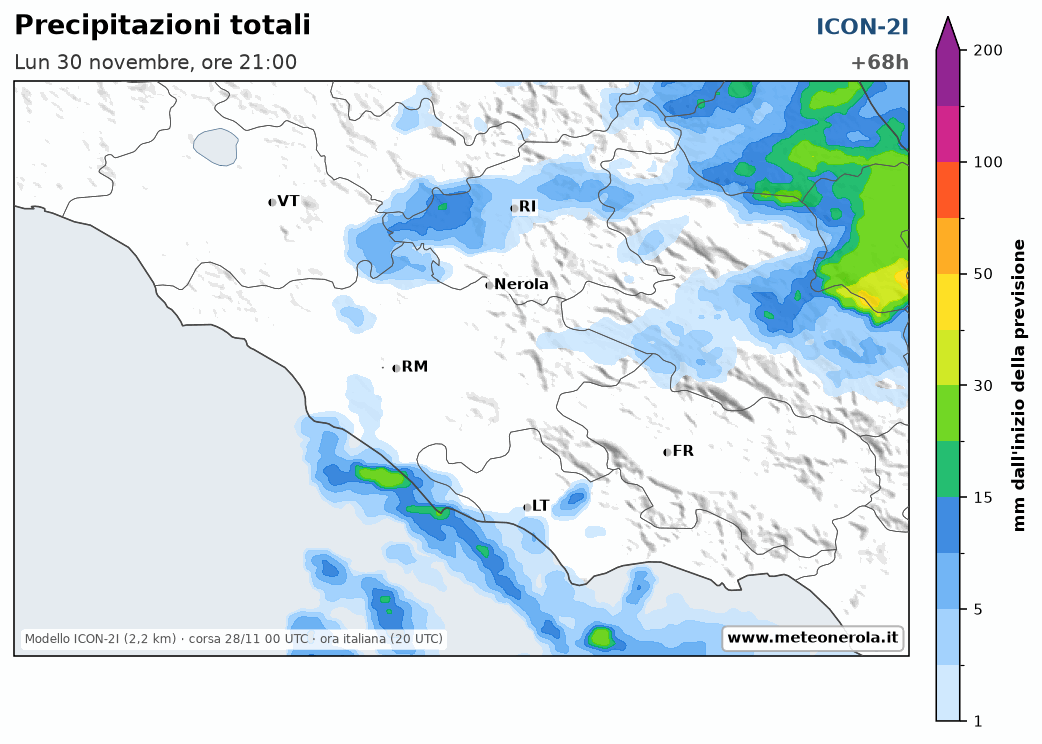 Precipitazioni totali
ICON-2I
Lun 30 novembre, ore 21:00
+68h
200
100
50
30
15
5
1
mm dall'inizio della previsione
VT
RI
Nerola
RM
FR
LT
Modello ICON-2I (2,2 km) · corsa 28/11 00 UTC · ora italiana (20 UTC)
www.meteonerola.it